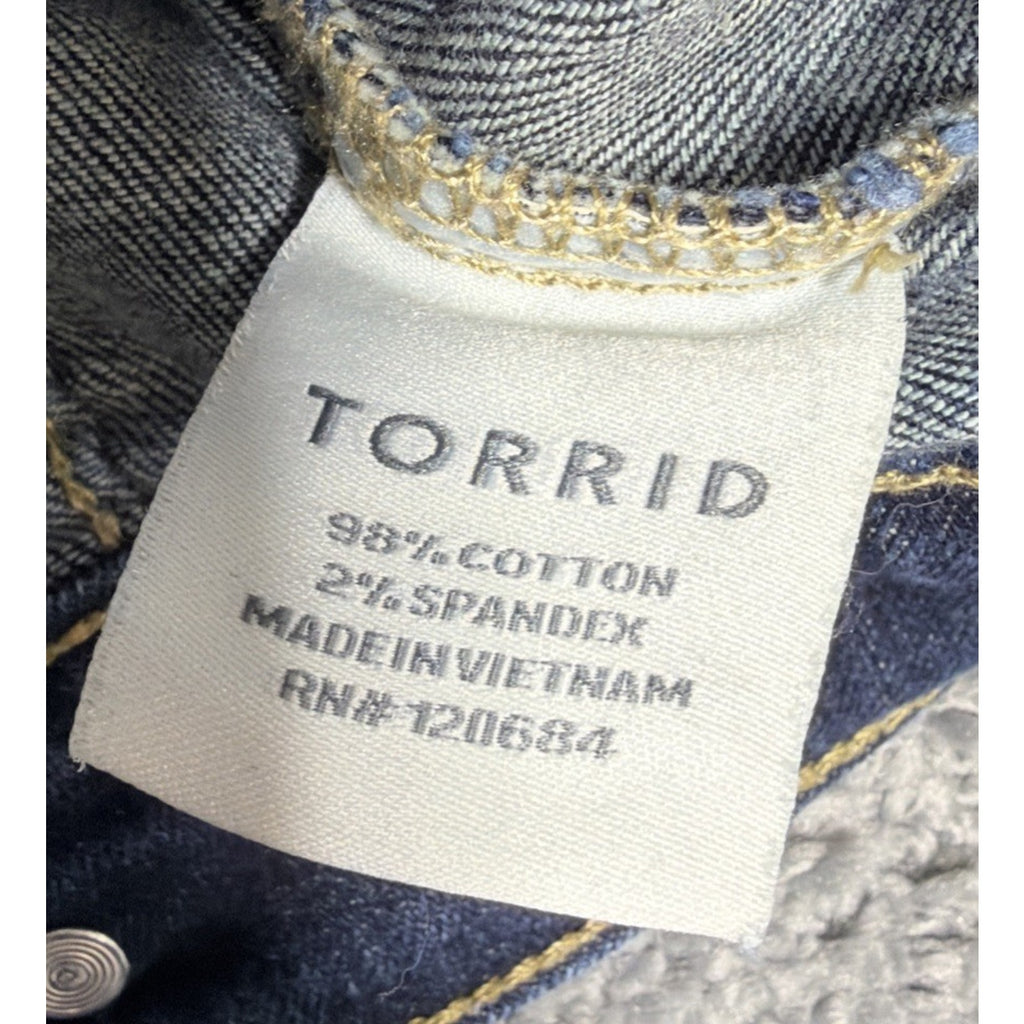 TORRID
98% COTTON
2% SPANDEX
MADE IN VIETNAM
RN# 120684